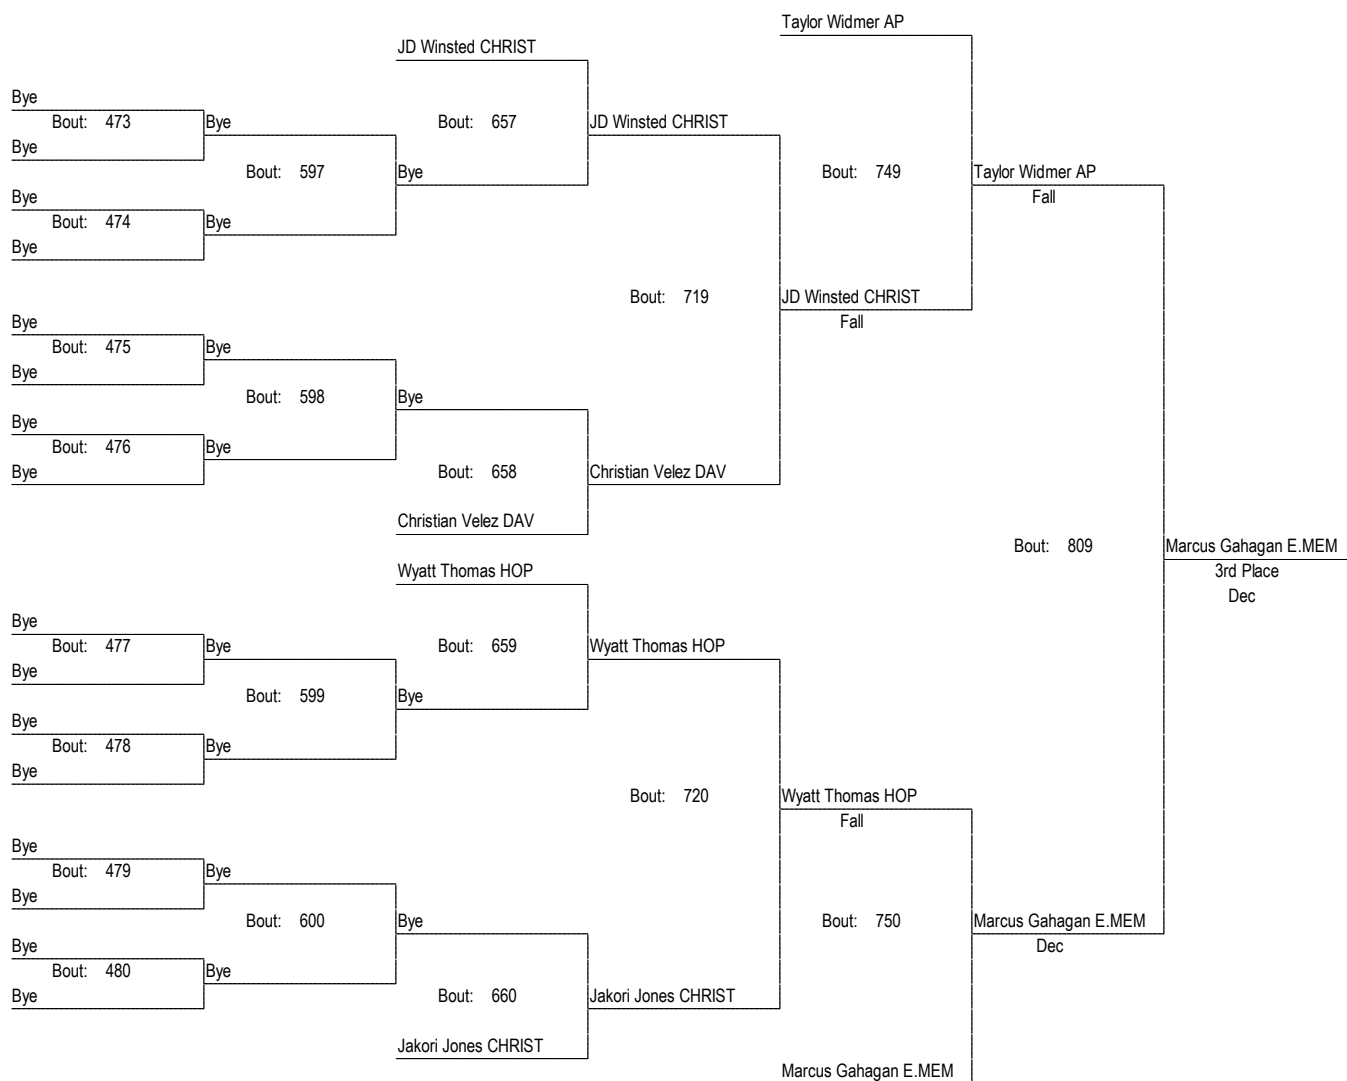 Taylor Widmer AP
JD Winsted CHRIST
Bye
Bout: 473
Bye
Bout: 657
JD Winsted CHRIST
Bye
Bout: 597
Bye
Bout: 749
Taylor Widmer AP
Fall
Bye
Bout: 474
Bye
Bye
Bout: 719
JD Winsted CHRIST
Fall
Bye
Bout: 475
Bye
Bye
Bout: 598
Bye
Bye
Bout: 476
Bye
Bye
Bout: 658
Christian Velez DAV
Christian Velez DAV
Bout: 809
Marcus Gahagan E.MEM
3rd Place
Dec
Wyatt Thomas HOP
Bye
Bout: 477
Bye
Bout: 659
Wyatt Thomas HOP
Bye
Bout: 599
Bye
Bye
Bout: 478
Bye
Bye
Bout: 720
Wyatt Thomas HOP
Fall
Bye
Bout: 479
Bye
Bye
Bout: 600
Bye
Bout: 750
Marcus Gahagan E.MEM
Dec
Bye
Bout: 480
Bye
Bye
Bout: 660
Jakori Jones CHRIST
Jakori Jones CHRIST
Marcus Gahagan E.MEM